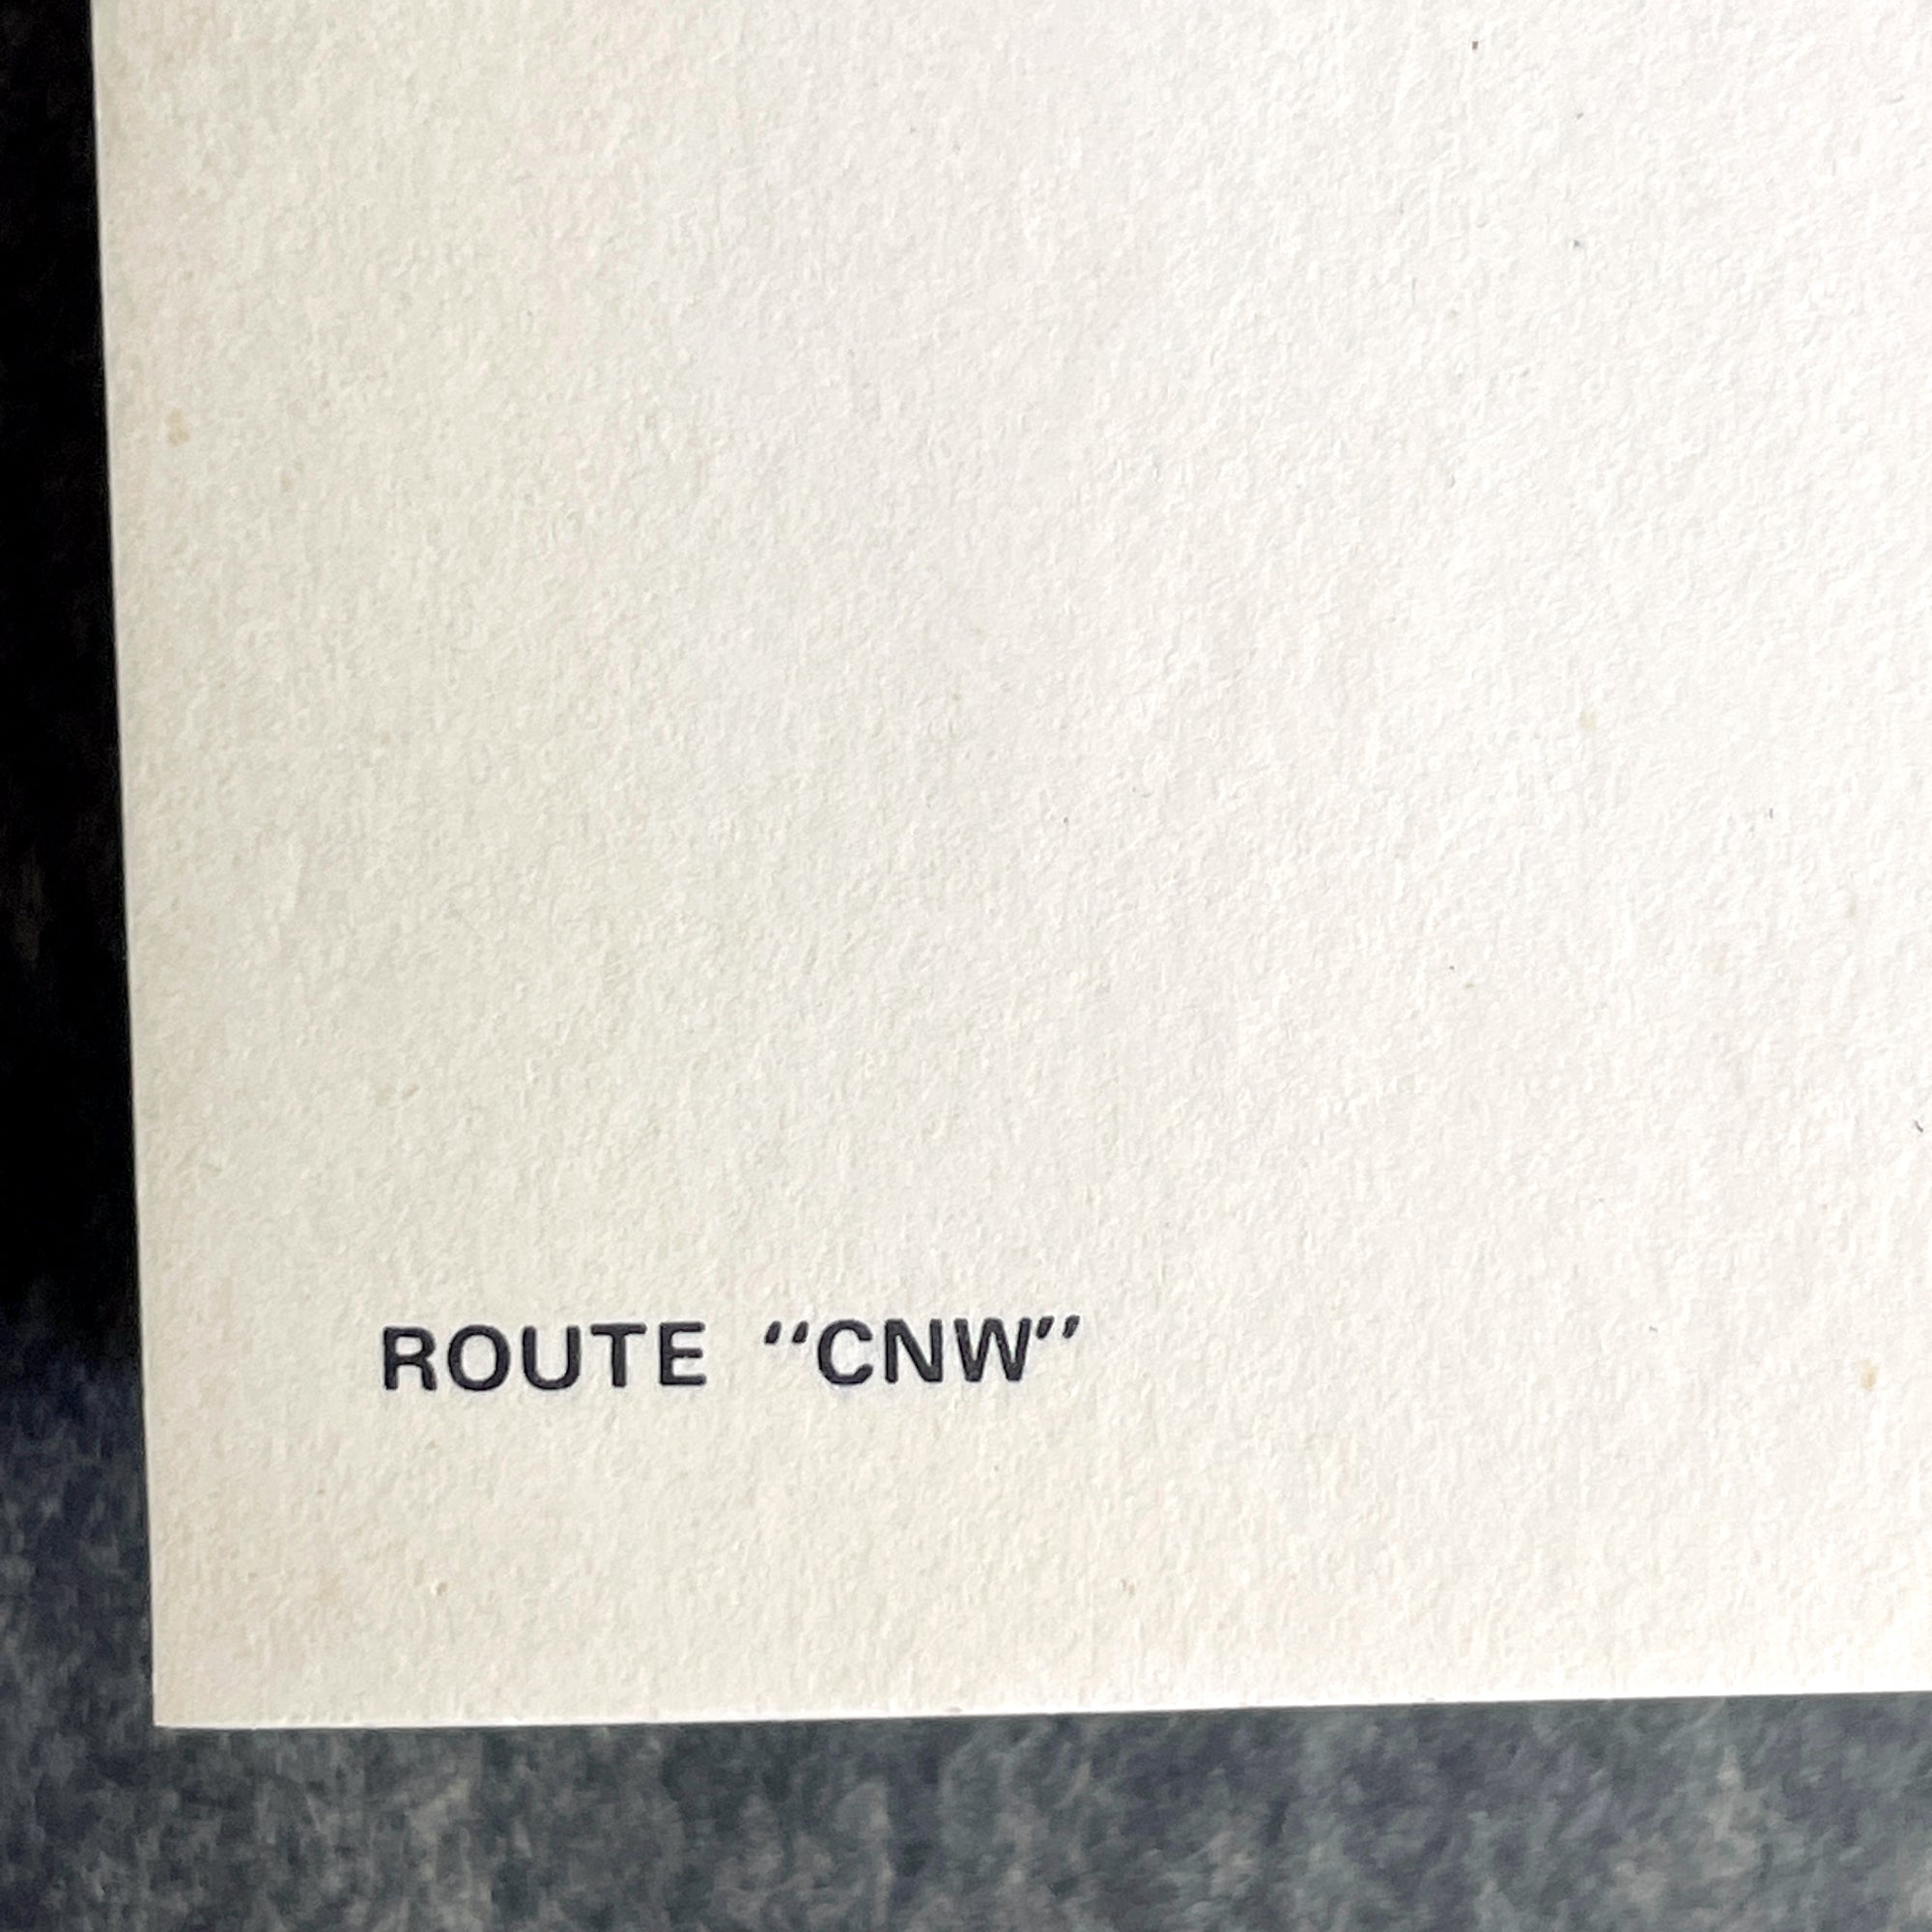 ROUTE “CNW”